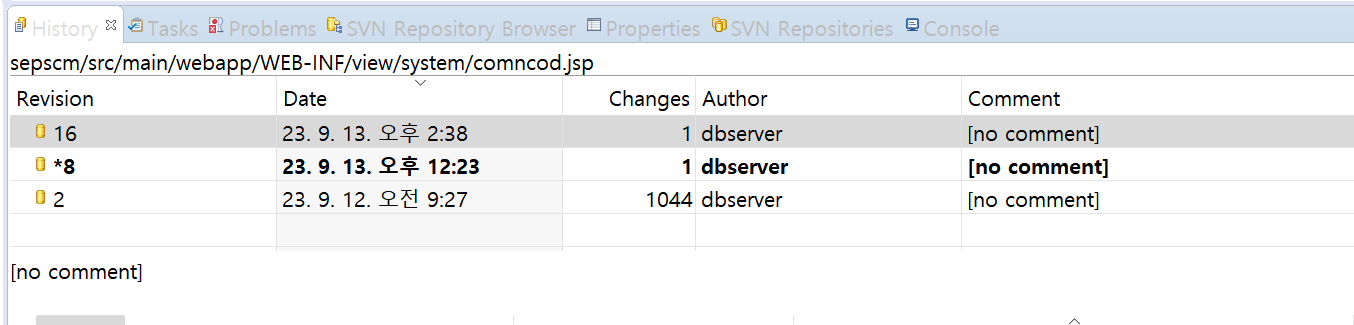 History Tasks Problems SVN Repository Browser Properties SVN Repositories Console
sepscm/src/main/webapp/WEB-INF/view/system/comncod.jsp
Revision Date Changes Author Comment
16 23. 9. 13. 오후 2:38 1 dbserver [no comment]
*8 23. 9. 13. 오후 12:23 1 dbserver [no comment]
2 23. 9. 12. 오전 9:27 1044 dbserver [no comment]
[no comment]